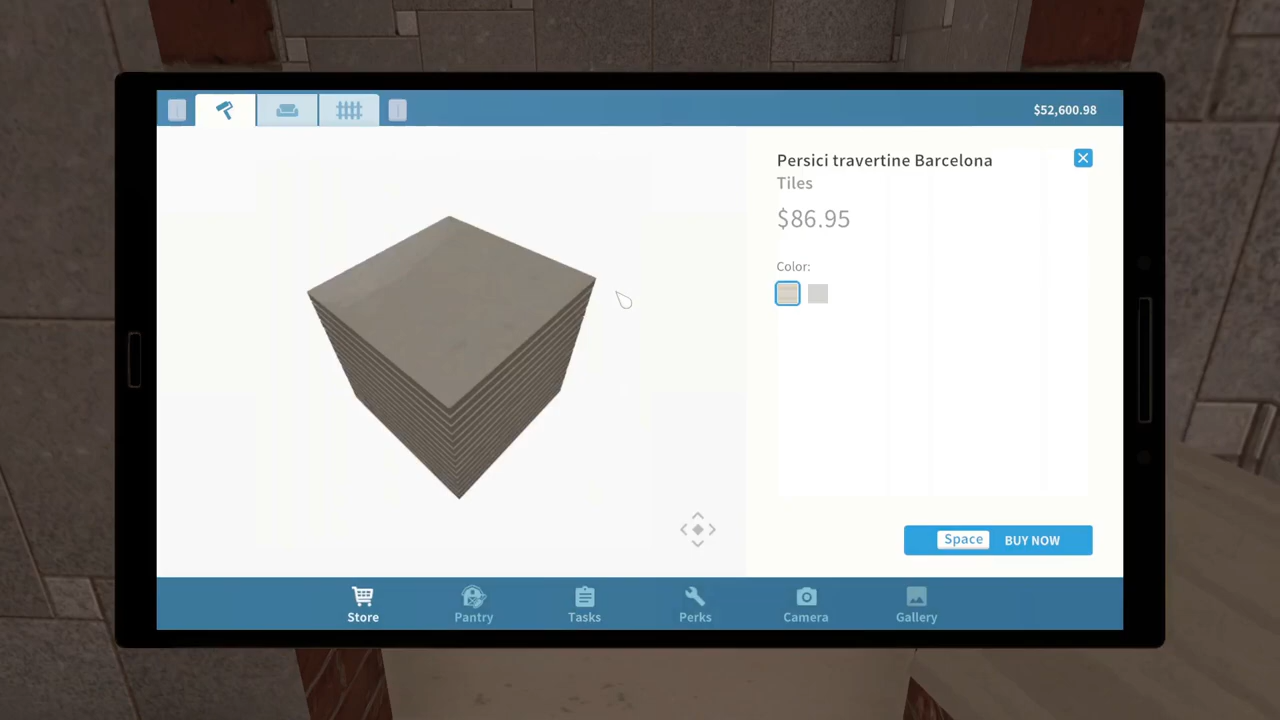 $52,600.98
Persici travertine Barcelona
Tiles
$86.95
Color:
Space BUY NOW
Store Pantry Tasks Perks Camera Gallery